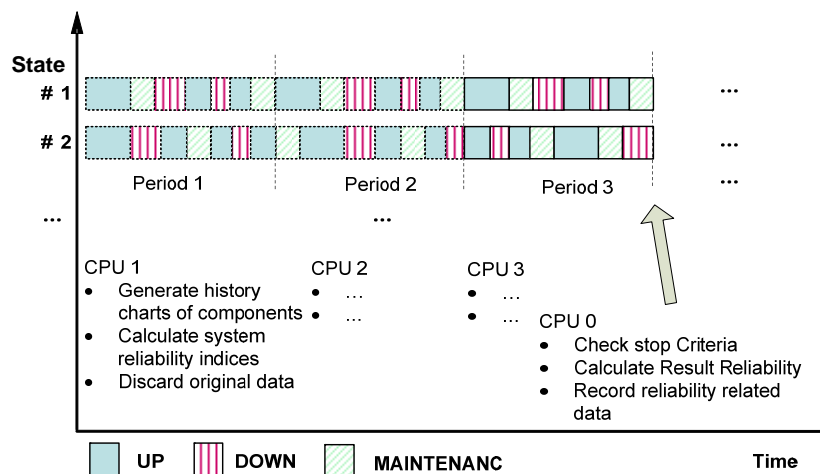 State
# 1
...
# 2
...
Period 1
Period 2
Period 3
...
...
...
CPU 1
• Generate history
charts of components
• Calculate system
reliability indices
• Discard original data
CPU 2
• ...
• ...
CPU 3
• ...
• ...
CPU 0
• Check stop Criteria
• Calculate Result Reliability
• Record reliability related
data
UP
DOWN
MAINTENANC
Time